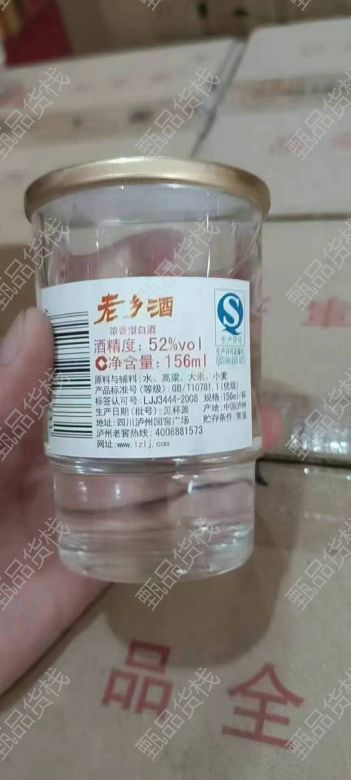 老乡酒
浓香型白酒
酒精度：52%vol
净含量：156ml
原料与辅料：水、高粱、大米、小麦
产品标准号（等级）：GB/T10781.1（优级）
标签认可号：LJJ3444-2008 规格：156ml/杯
生产日期（批号）：见杯盖 产地：中国泸州
地址：四川泸州国窖广场 贮存条件：常温
泸州老窖热线：4008881573
网址：www.lzlj.com
生产许可
全
品
甄品货栈